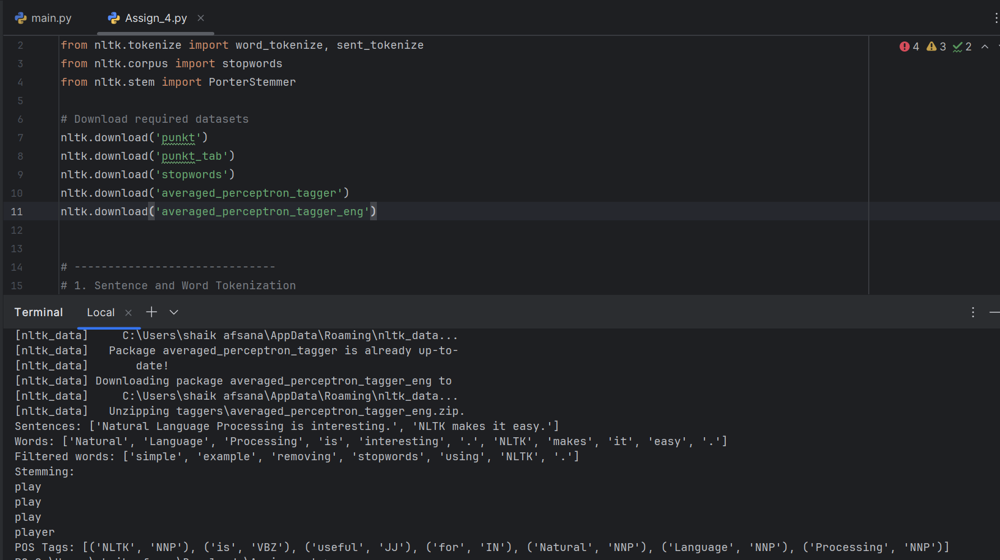 main.py
Assign_4.py
2 from nltk.tokenize import word_tokenize, sent_tokenize
4 3 2
3 from nltk.corpus import stopwords
4 from nltk.stem import PorterStemmer
5
6 # Download required datasets
7 nltk.download('punkt')
8 nltk.download('punkt_tab')
9 nltk.download('stopwords')
10 nltk.download('averaged_perceptron_tagger')
11 nltk.download('averaged_perceptron_tagger_eng')
12
13
14 # ------------------------------
15 # 1. Sentence and Word Tokenization
Terminal Local
[nltk_data]     C:\Users\shaik afsana\AppData\Roaming\nltk_data...
[nltk_data]   Package averaged_perceptron_tagger is already up-to-
[nltk_data]       date!
[nltk_data] Downloading package averaged_perceptron_tagger_eng to
[nltk_data]     C:\Users\shaik afsana\AppData\Roaming\nltk_data...
[nltk_data]   Unzipping taggers\averaged_perceptron_tagger_eng.zip.
Sentences: ['Natural Language Processing is interesting.', 'NLTK makes it easy.']
Words: ['Natural', 'Language', 'Processing', 'is', 'interesting', '.', 'NLTK', 'makes', 'it', 'easy', '.']
Filtered words: ['simple', 'example', 'removing', 'stopwords', 'using', 'NLTK', '.']
Stemming:
play
play
play
player
POS Tags: [('NLTK', 'NNP'), ('is', 'VBZ'), ('useful', 'JJ'), ('for', 'IN'), ('Natural', 'NNP'), ('Language', 'NNP'), ('Processing', 'NNP')]